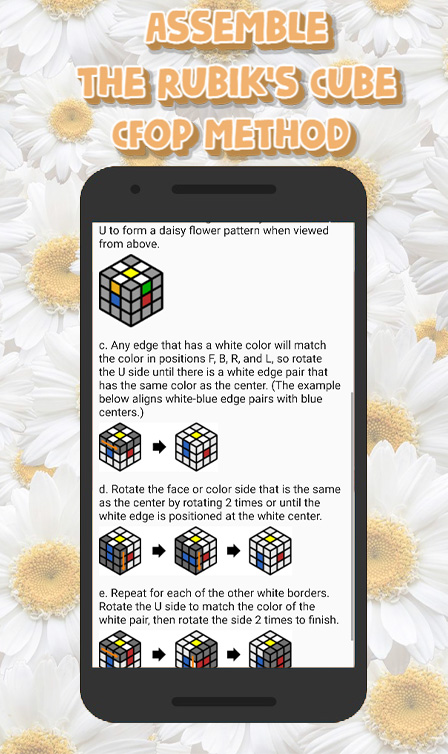 ASSEMBLE
THE RUBIK'S CUBE
CFOP METHOD
U to form a daisy flower pattern when viewed
from above.
c. Any edge that has a white color will match
the color in positions F, B, R, and L, so rotate
the U side until there is a white edge pair that
has the same color as the center. (The example
below aligns white-blue edge pairs with blue
centers.)
d. Rotate the face or color side that is the same
as the center by rotating 2 times or until the
white edge is positioned at the white center.
e. Repeat for each of the other white borders.
Rotate the U side to match the color of the
white pair, then rotate the side 2 times to finish.